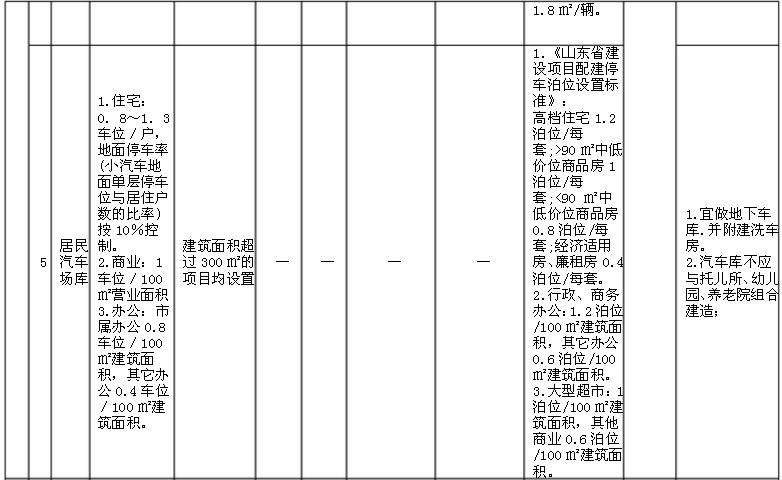 1.8㎡/辆。
5
居民
汽车
场库
1.住宅：
0．8～1．3
车位／户，
地面停车率
(小汽车地
面单层停车
位与居住户
数的比率)
按10％控
制。
2.商业：1
车位／100
㎡营业面积
3.办公：市
属办公0.8
车位／100
㎡建筑面
积，其它办
公0.4车位
／100㎡建
筑面积。
建筑面积超
过300㎡的
项目均设置
—
—
—
—
1.《山东省建
设项目配建停
车泊位设置标
准》：
高档住宅1.2
泊位/每
套;>90㎡中低
价位商品房1
泊位/每
套;<90㎡中
低价位商品房
0.8泊位/每
套;经济适用
房、廉租房0.4
泊位/每套。
2.行政、商务
办公:1.2泊位
/100㎡建筑面
积，其它办公
0.6泊位/100
㎡建筑面积。
3.大型超市：1
泊位/100㎡建
筑面积，其他
商业0.6泊位
/100㎡建筑面
积。
1.宜做地下车
库.并附建洗车
房。
2.汽车库不应
与托儿所、幼儿
园、养老院组合
建造；